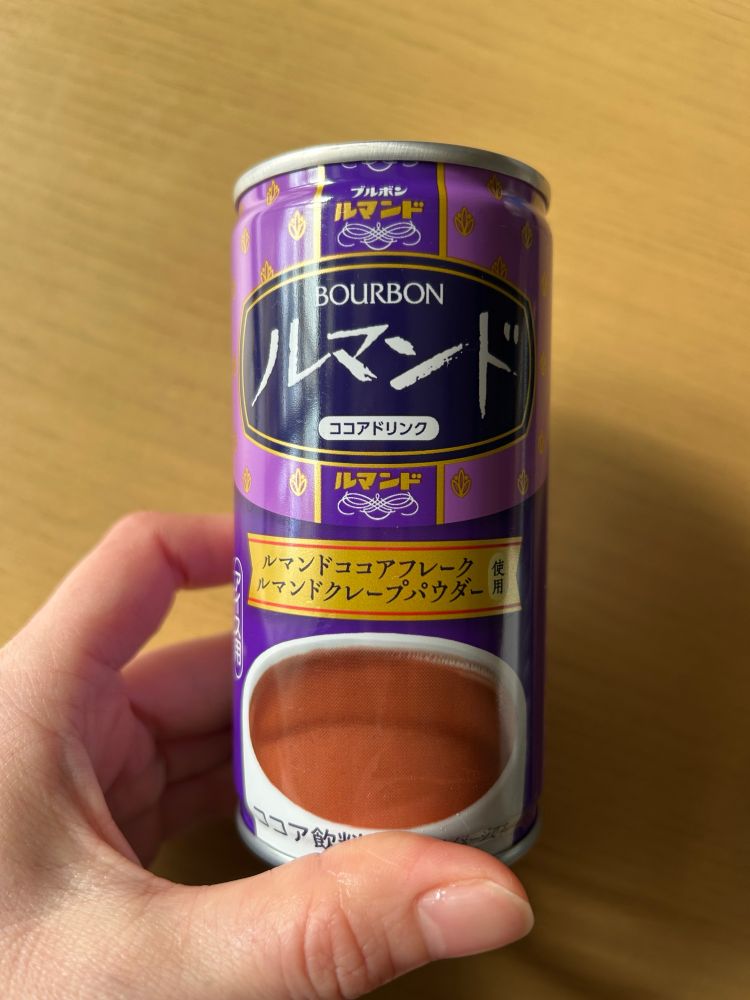 ブルボン
ルマンド
BOURBON
ルマンド
ココアドリンク
ルマンド
ルマンドココアフレーク
ルマンドクレープパウダー
使用
ココア飲料